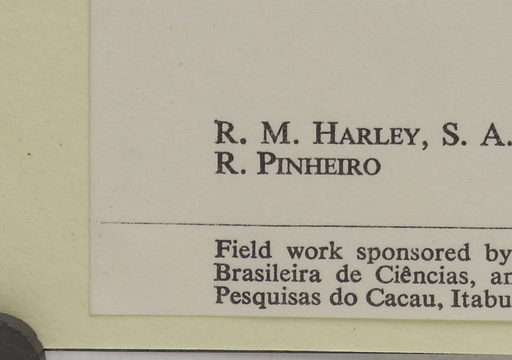 R. M. HARLEY, S. A.
R. PINHEIRO
Field work sponsored by
Brasileira de Ciências, an
Pesquisas do Cacau, Itabu